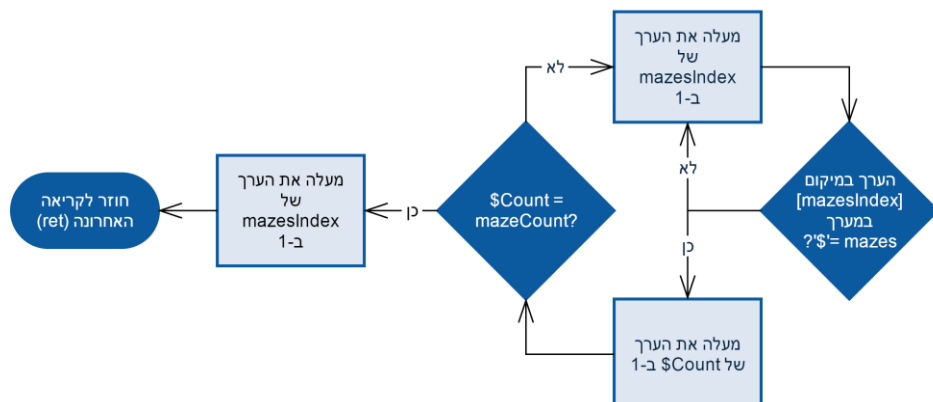 מעלה את הערך
של
mazesIndex
ב-1
לא
הערך במיקום
[mazesIndex]
במערך
mazes ='$'?
לא
כן
מעלה את הערך
של Count$ ב-1
$Count =
mazeCount?
כן
מעלה את הערך
של
mazesIndex
ב-1
חוזר לקריאה
האחרונה (ret)